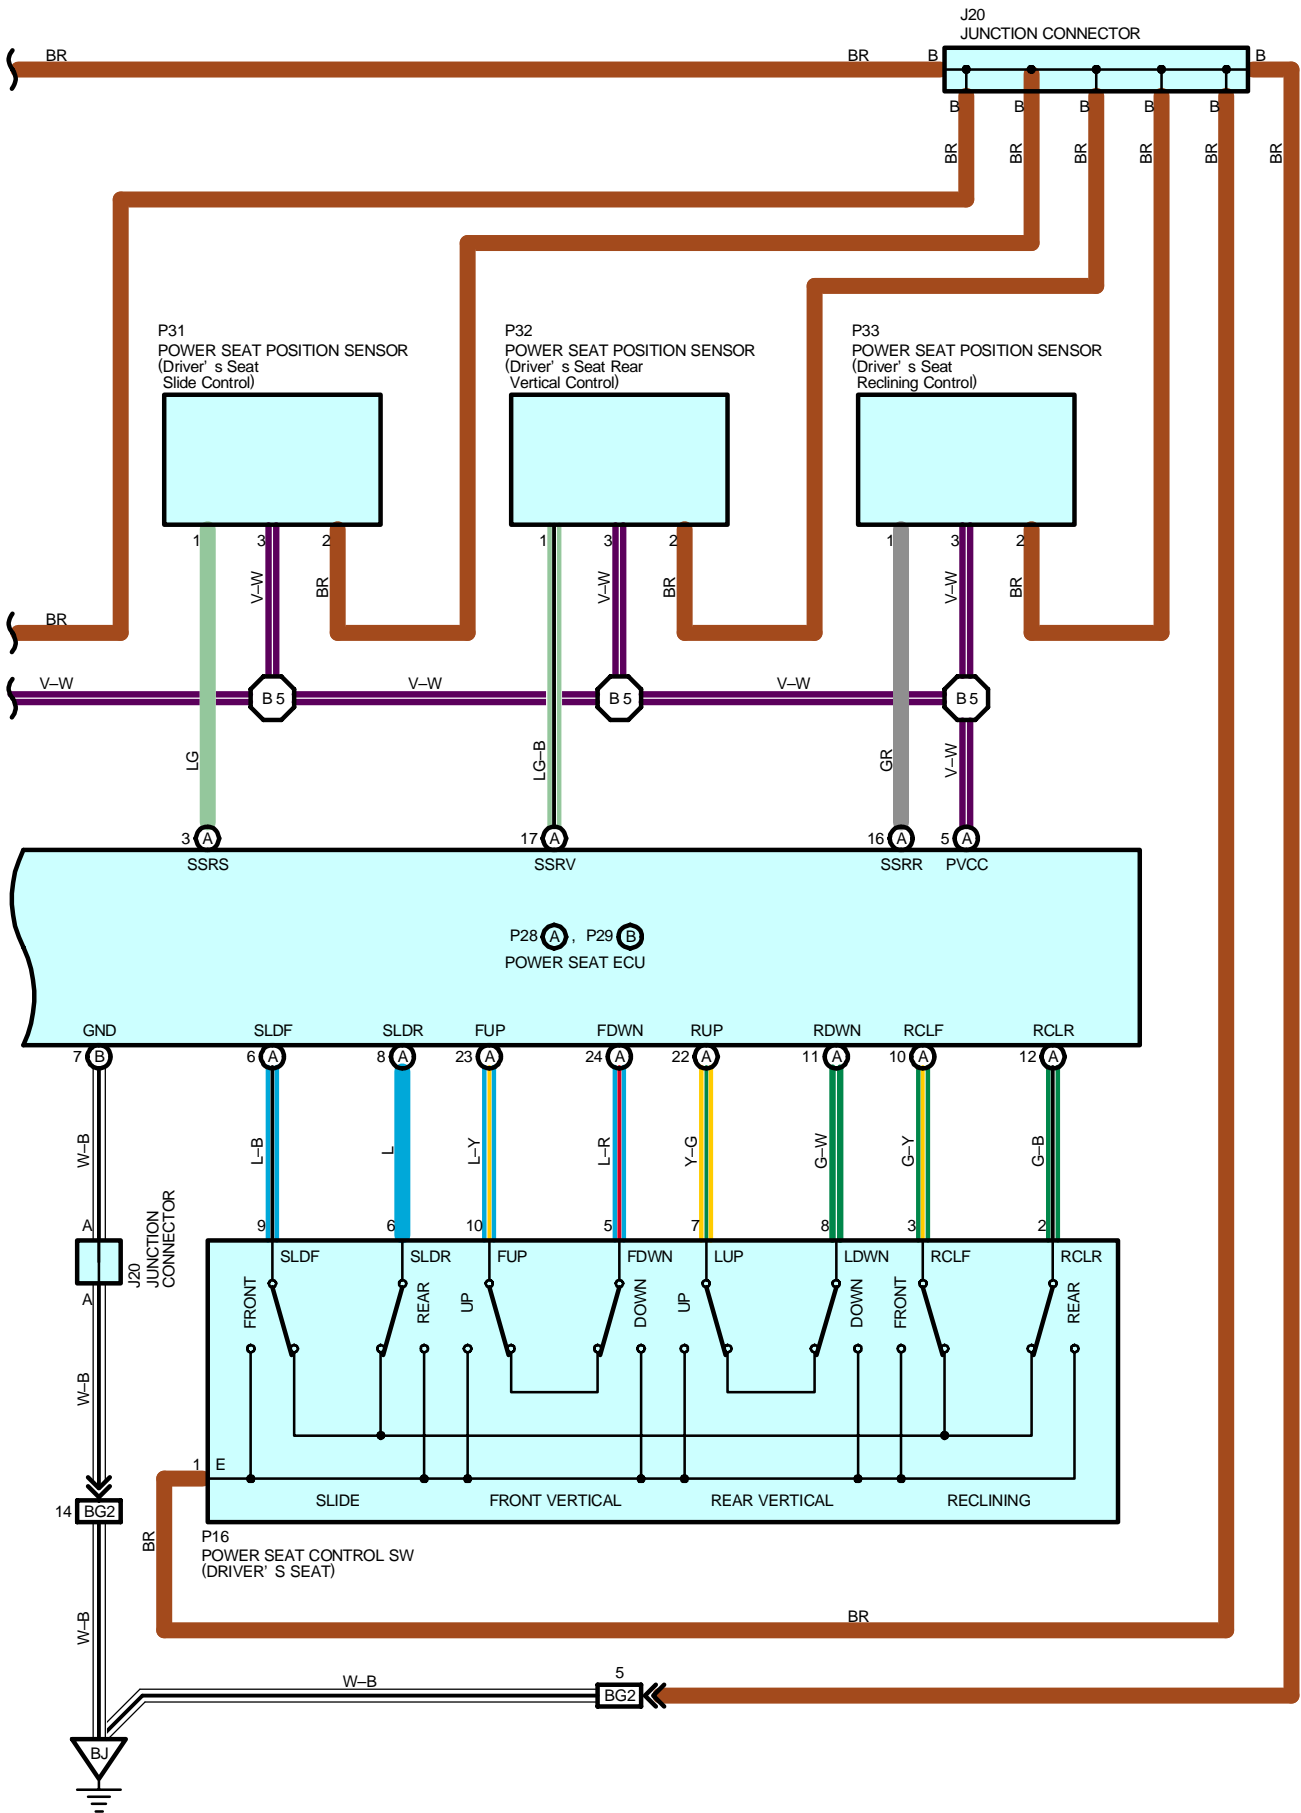 J20
JUNCTION CONNECTOR
BR BR B B
B B B B B
BR BR BR BR BR BR
P31
POWER SEAT POSITION SENSOR
(Driver' s Seat
Slide Control)
P32
POWER SEAT POSITION SENSOR
(Driver' s Seat Rear
Vertical Control)
P33
POWER SEAT POSITION SENSOR
(Driver' s Seat
Reclining Control)
1 3 2 1 3 2 1 3 2
V–W BR V–W BR V–W BR
BR
V–W V–W V–W
B 5 B 5 B 5
LG LG–B GR V–W
3 A 17 A 16 A 5 A
SSRS SSRV SSRR PVCC
P28 A , P29 B
POWER SEAT ECU
GND SLDF SLDR FUP FDWN RUP RDWN RCLF RCLR
7 B 6 A 8 A 23 A 24 A 22 A 11 A 10 A 12 A
W–B L–B L L–Y L–R Y–G G–W G–Y G–B
A 9 6 10 5 7 8 3 2
J20
JUNCTION
CONNECTOR
SLDF SLDR FUP FDWN LUP LDWN RCLF RCLR
A
FRONT REAR UP DOWN UP DOWN FRONT REAR
W–B
1 E
SLIDE FRONT VERTICAL REAR VERTICAL RECLINING
14 BG2
BR
P16
POWER SEAT CONTROL SW
(DRIVER' S SEAT)
W–B
BR
W–B
5
BG2
BJ